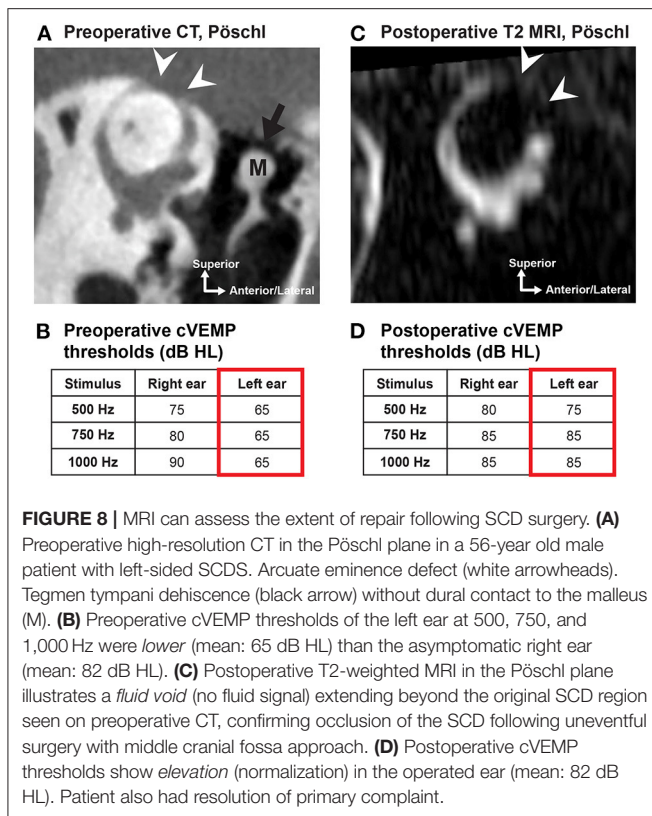 A Preoperative CT, Pöschl
M
Superior
Anterior/Lateral
C Postoperative T2 MRI, Pöschl
Superior
Anterior/Lateral
B Preoperative cVEMP
thresholds (dB HL)
Stimulus Right ear Left ear
500 Hz 75 65
750 Hz 80 65
1000 Hz 90 65
D Postoperative cVEMP
thresholds (dB HL)
Stimulus Right ear Left ear
500 Hz 80 75
750 Hz 85 85
1000 Hz 85 85
FIGURE 8 | MRI can assess the extent of repair following SCD surgery. (A)
Preoperative high-resolution CT in the Pöschl plane in a 56-year old male
patient with left-sided SCDS. Arcuate eminence defect (white arrowheads).
Tegmen tympani dehiscence (black arrow) without dural contact to the malleus
(M). (B) Preoperative cVEMP thresholds of the left ear at 500, 750, and
1,000 Hz were lower (mean: 65 dB HL) than the asymptomatic right ear
(mean: 82 dB HL). (C) Postoperative T2-weighted MRI in the Pöschl plane
illustrates a fluid void (no fluid signal) extending beyond the original SCD region
seen on preoperative CT, confirming occlusion of the SCD following uneventful
surgery with middle cranial fossa approach. (D) Postoperative cVEMP
thresholds show elevation (normalization) in the operated ear (mean: 82 dB
HL). Patient also had resolution of primary complaint.